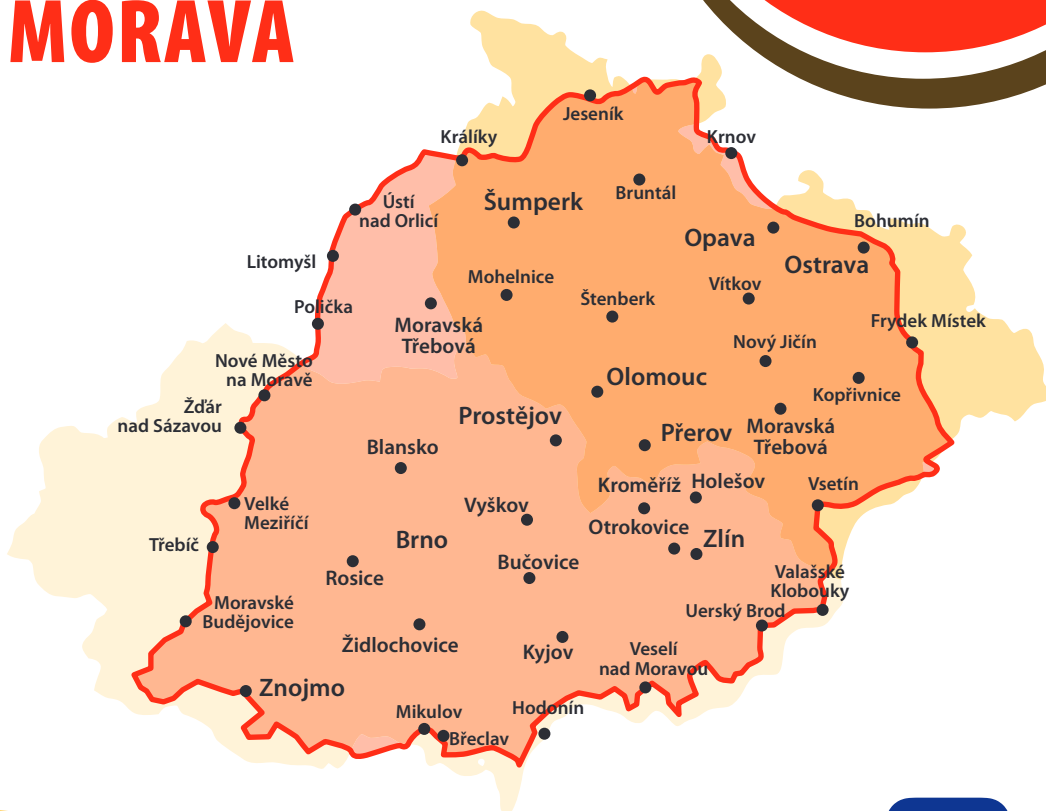 MORAVA
Jeseník
Králíky
Krnov
Bruntál
Šumperk
Ústí
nad Orlicí
Bohumín
Opava
Litomyšl
Ostrava
Mohelnice
Vítkov
Štenberk
Polička
Frydek Místek
Moravská
Třebová
Nový Jičín
Nové Město
na Moravě
Olomouc
Kopřivnice
Žďár
nad Sázavou
Prostějov
Přerov
Moravská
Třebová
Blansko
Kroměříž
Holešov
Vsetín
Velké
Meziříčí
Vyškov
Otrokovice
Třebíč
Brno
Zlín
Rosice
Bučovice
Valašské
Klobouky
Moravské
Budějovice
Uerský Brod
Židlochovice
Kyjov
Veselí
nad Moravou
Znojmo
Mikulov
Hodonín
Břeclav